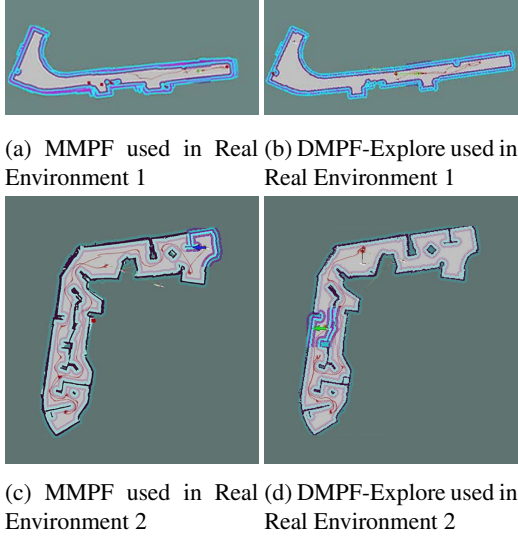 (a) MMPF used in Real
Environment 1
(b) DMPF-Explore used in
Real Environment 1
(c) MMPF used in Real
Environment 2
(d) DMPF-Explore used in
Real Environment 2